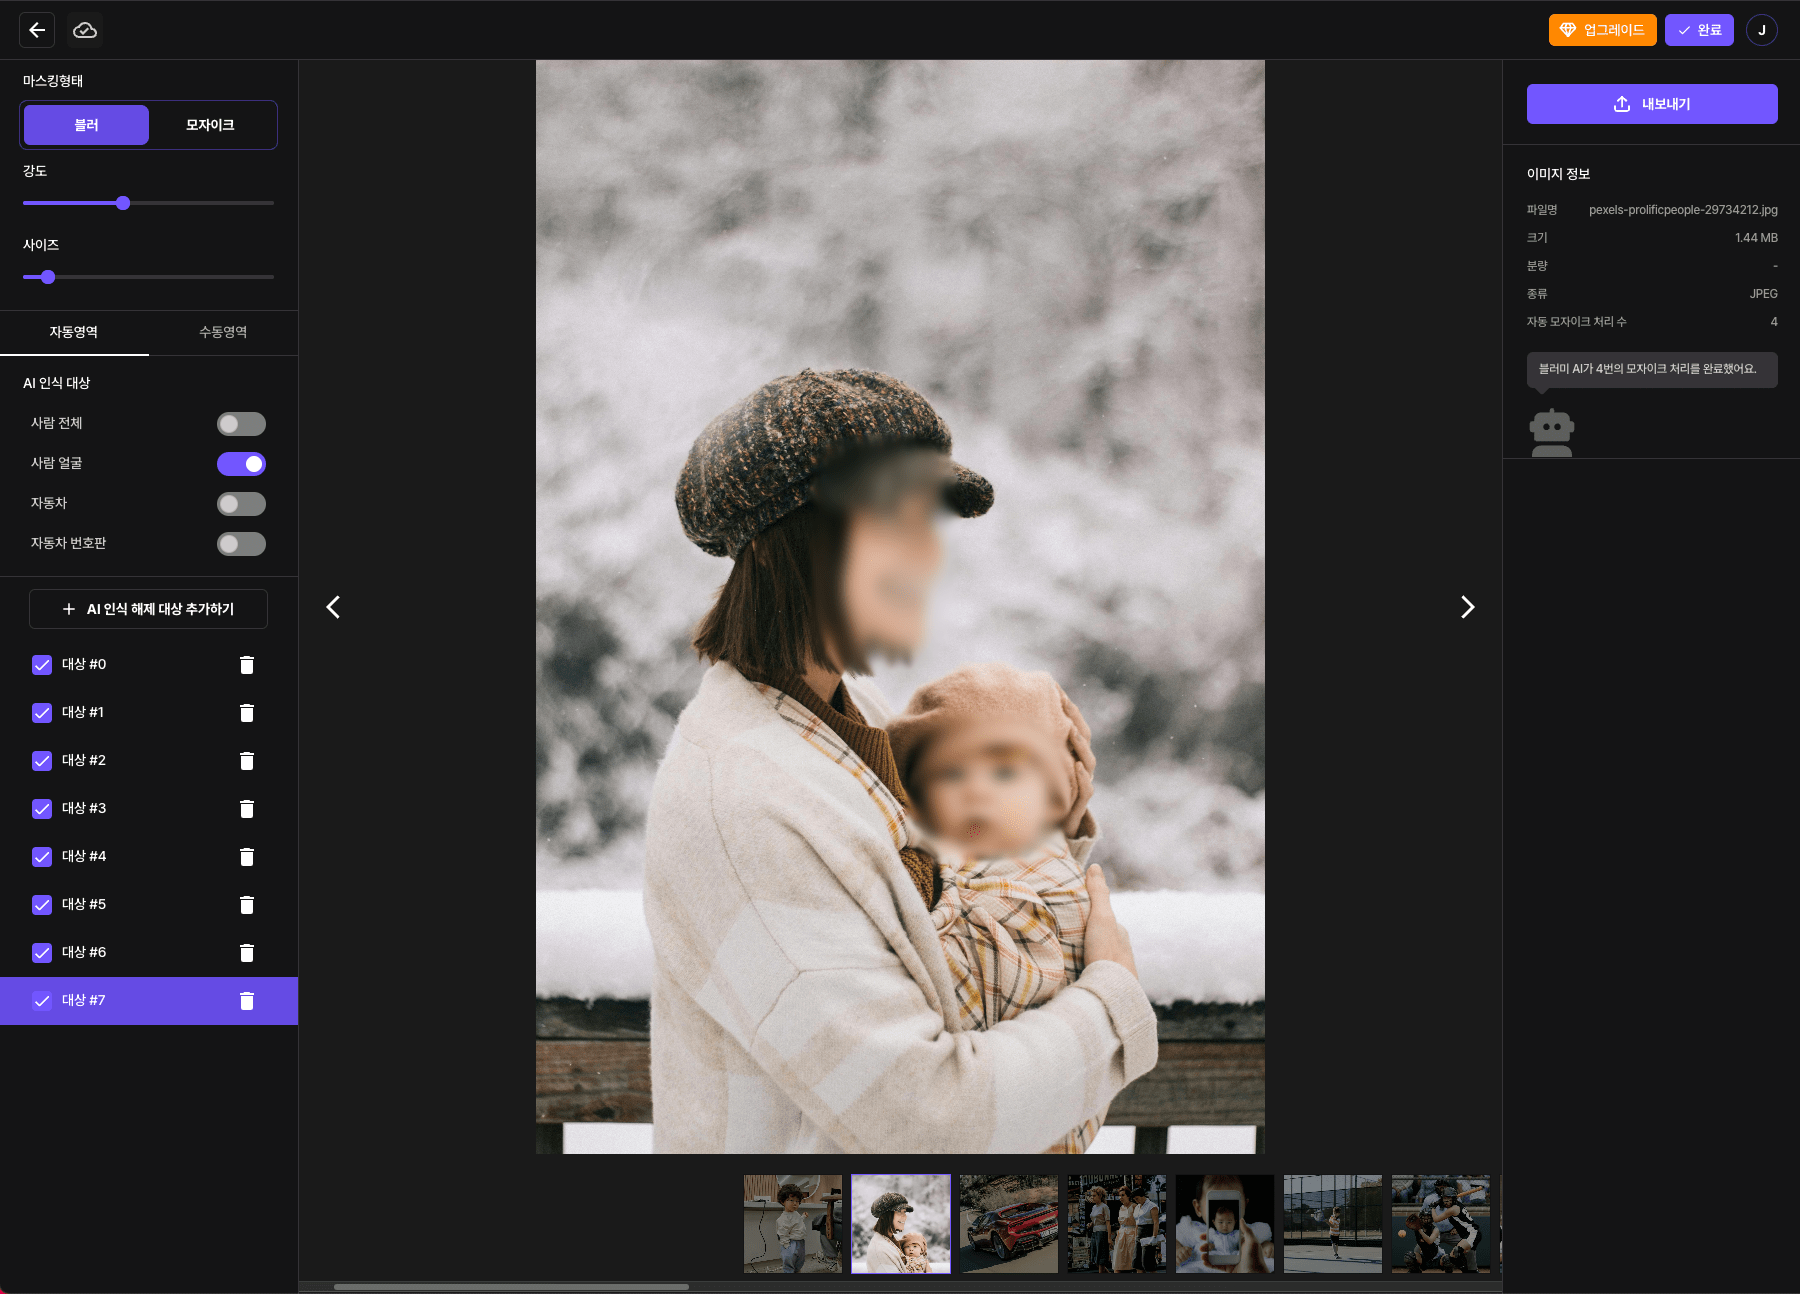 업그레이드
완료
J
마스킹형태
블러 모자이크
강도
사이즈
자동영역 수동영역
AI 인식 대상
사람 전체
사람 얼굴
자동차
자동차 번호판
AI 인식 해제 대상 추가하기
대상 #0
대상 #1
대상 #2
대상 #3
대상 #4
대상 #5
대상 #6
대상 #7
내보내기
이미지 정보
파일명 pexels-prolificpeople-29734212.jpg
크기 1.44 MB
분량 -
종류 JPEG
자동 모자이크 처리 수 4
블러미 AI가 4번의 모자이크 처리를 완료했어요.